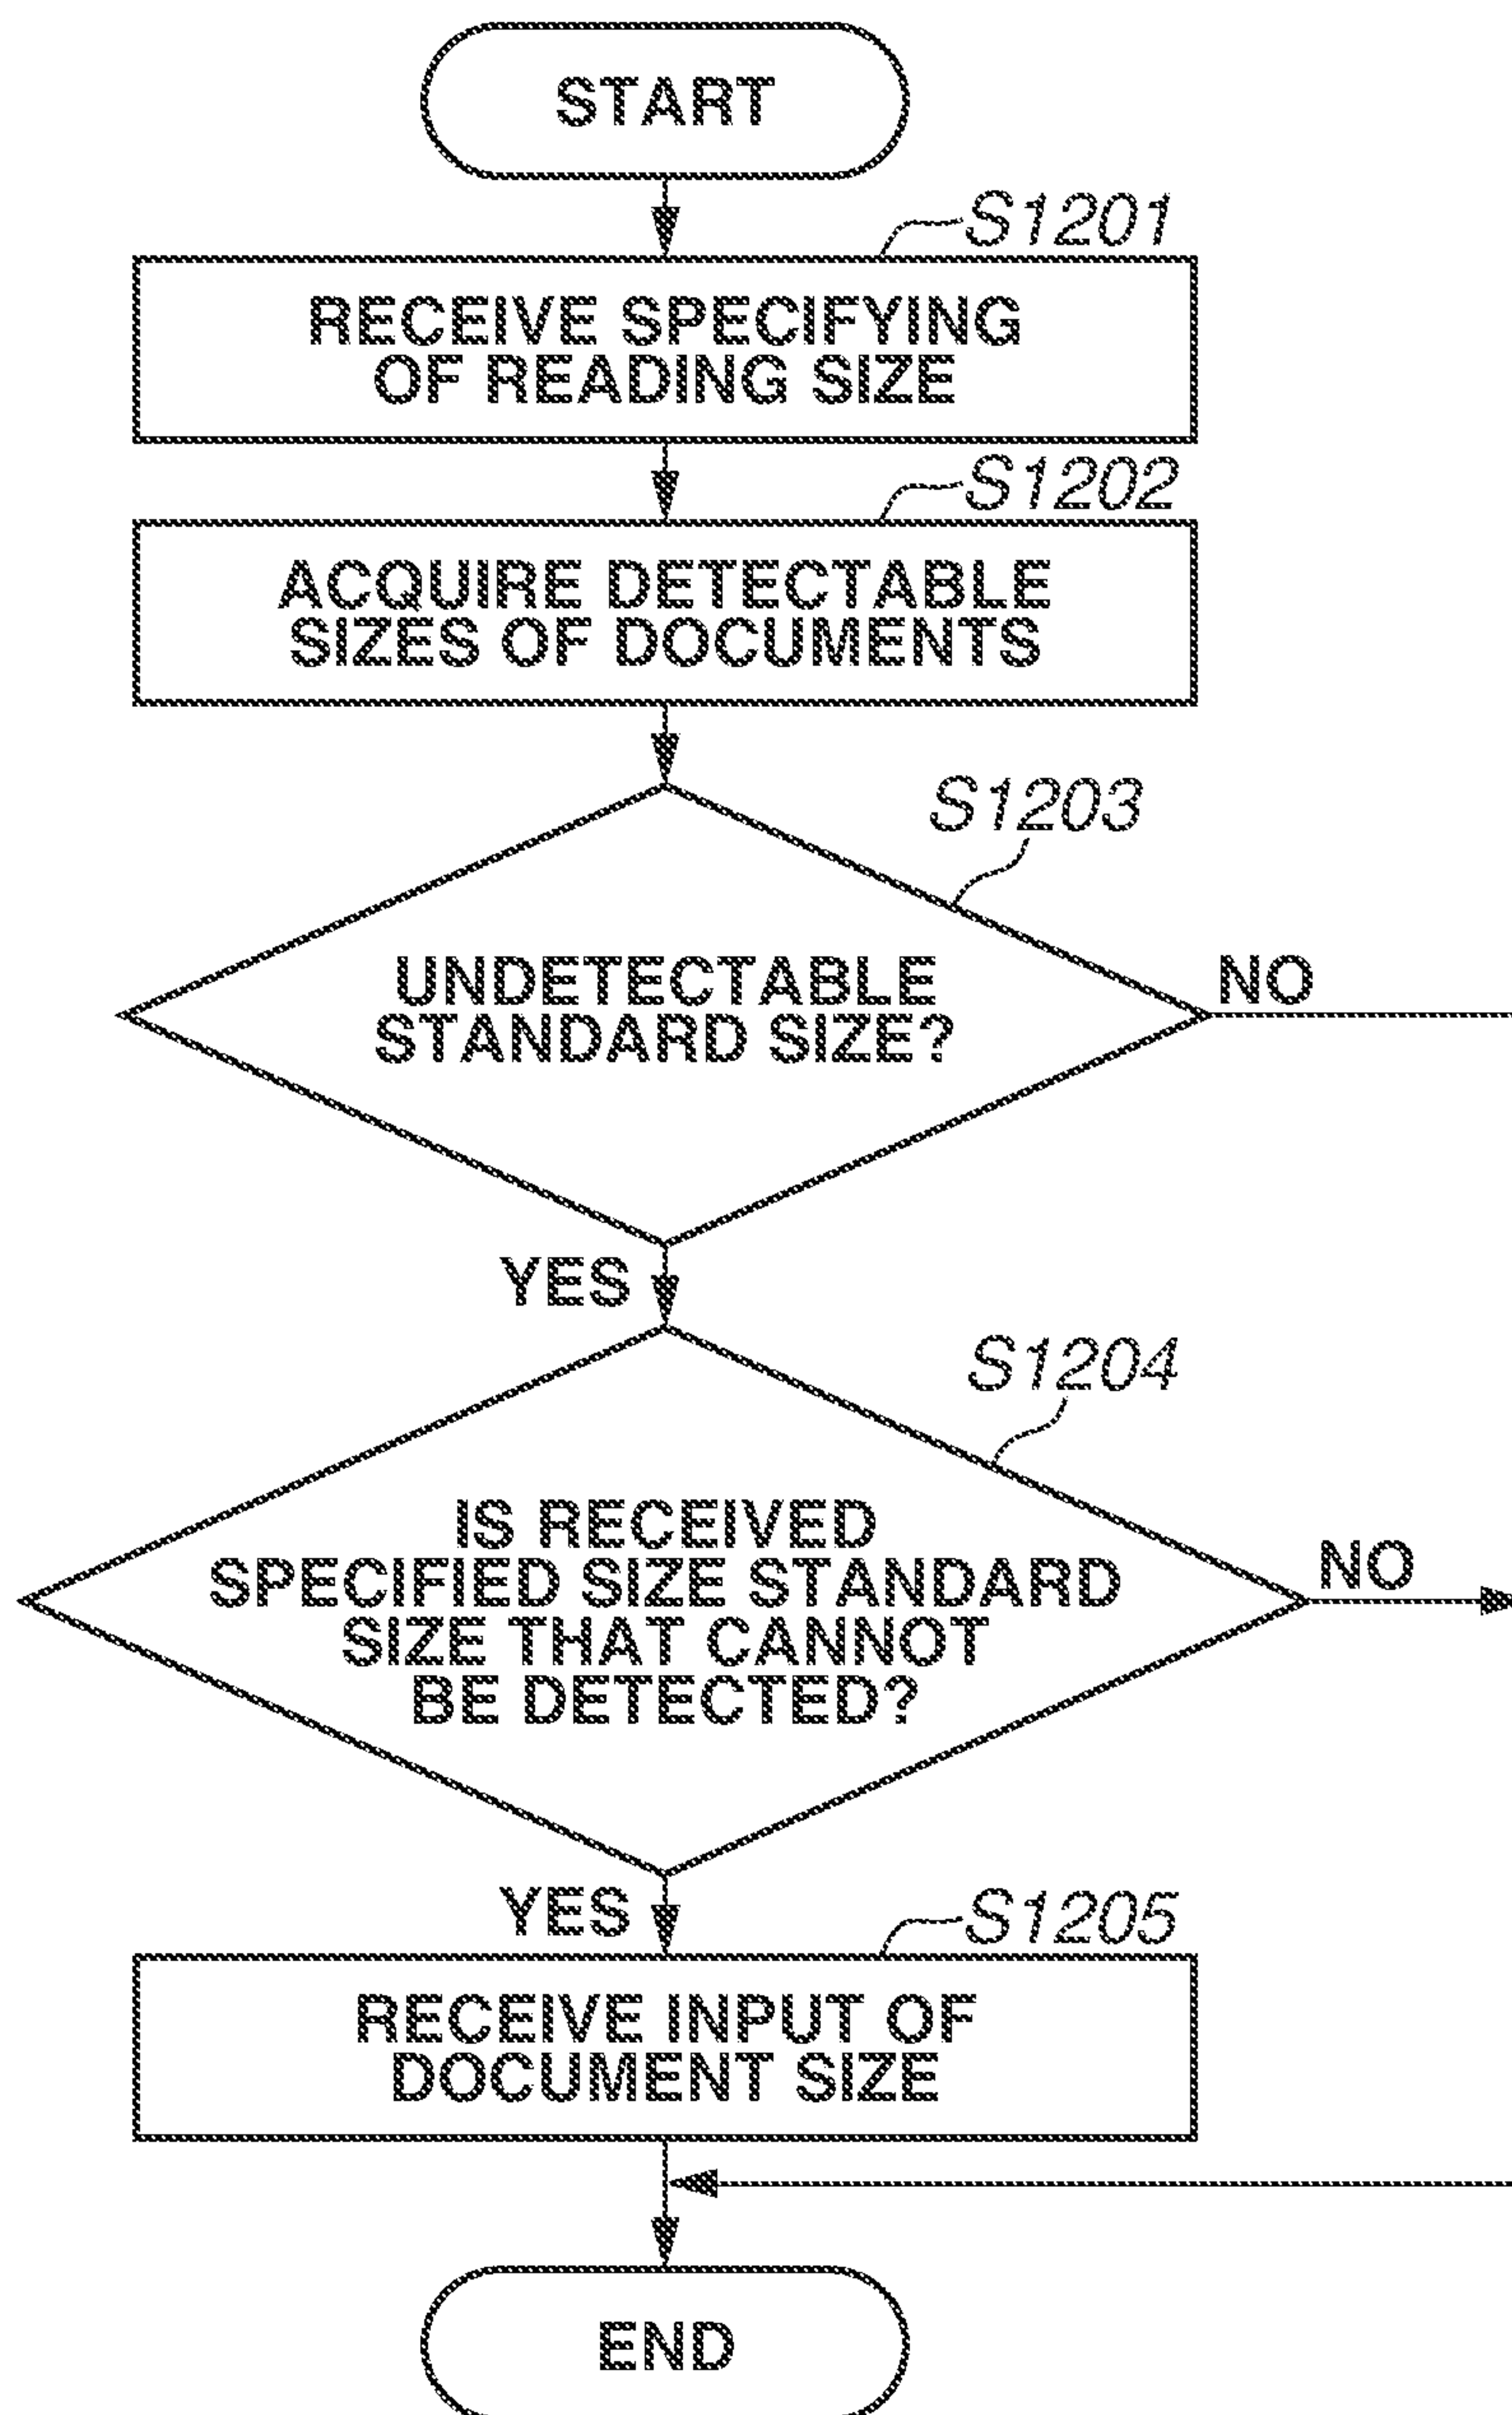 START
S1201
RECEIVE SPECIFYING
OF READING SIZE
S1202
ACQUIRE DETECTABLE
SIZES OF DOCUMENTS
S1203
UNDETECTABLE
STANDARD SIZE?
NO
YES
S1204
IS RECEIVED
SPECIFIED SIZE STANDARD
SIZE THAT CANNOT
BE DETECTED?
NO
YES
S1205
RECEIVE INPUT OF
DOCUMENT SIZE
END